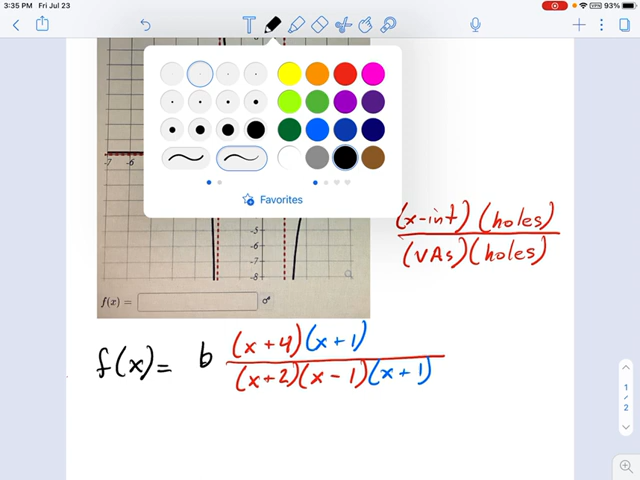 3:35 PM Fri Jul 23
93%
T
Favorites
-7 -6
-5
-6
-7
-8
f(x) =
(x-int) (holes)
(VAs) (holes)
f(x) = b (x+4)(x+1)
(x+2)(x-1)(x+1)
1
2